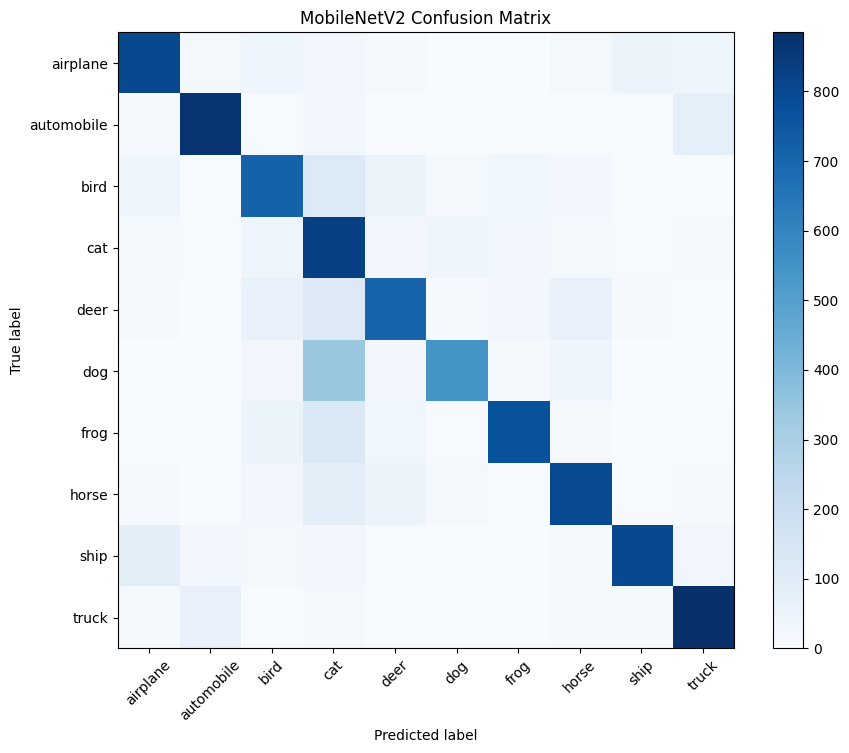 MobileNetV2 Confusion Matrix
True label
airplane
automobile
bird
cat
deer
dog
frog
horse
ship
truck
airplane
automobile
bird
cat
deer
dog
frog
horse
ship
truck
Predicted label
800
700
600
500
400
300
200
100
0